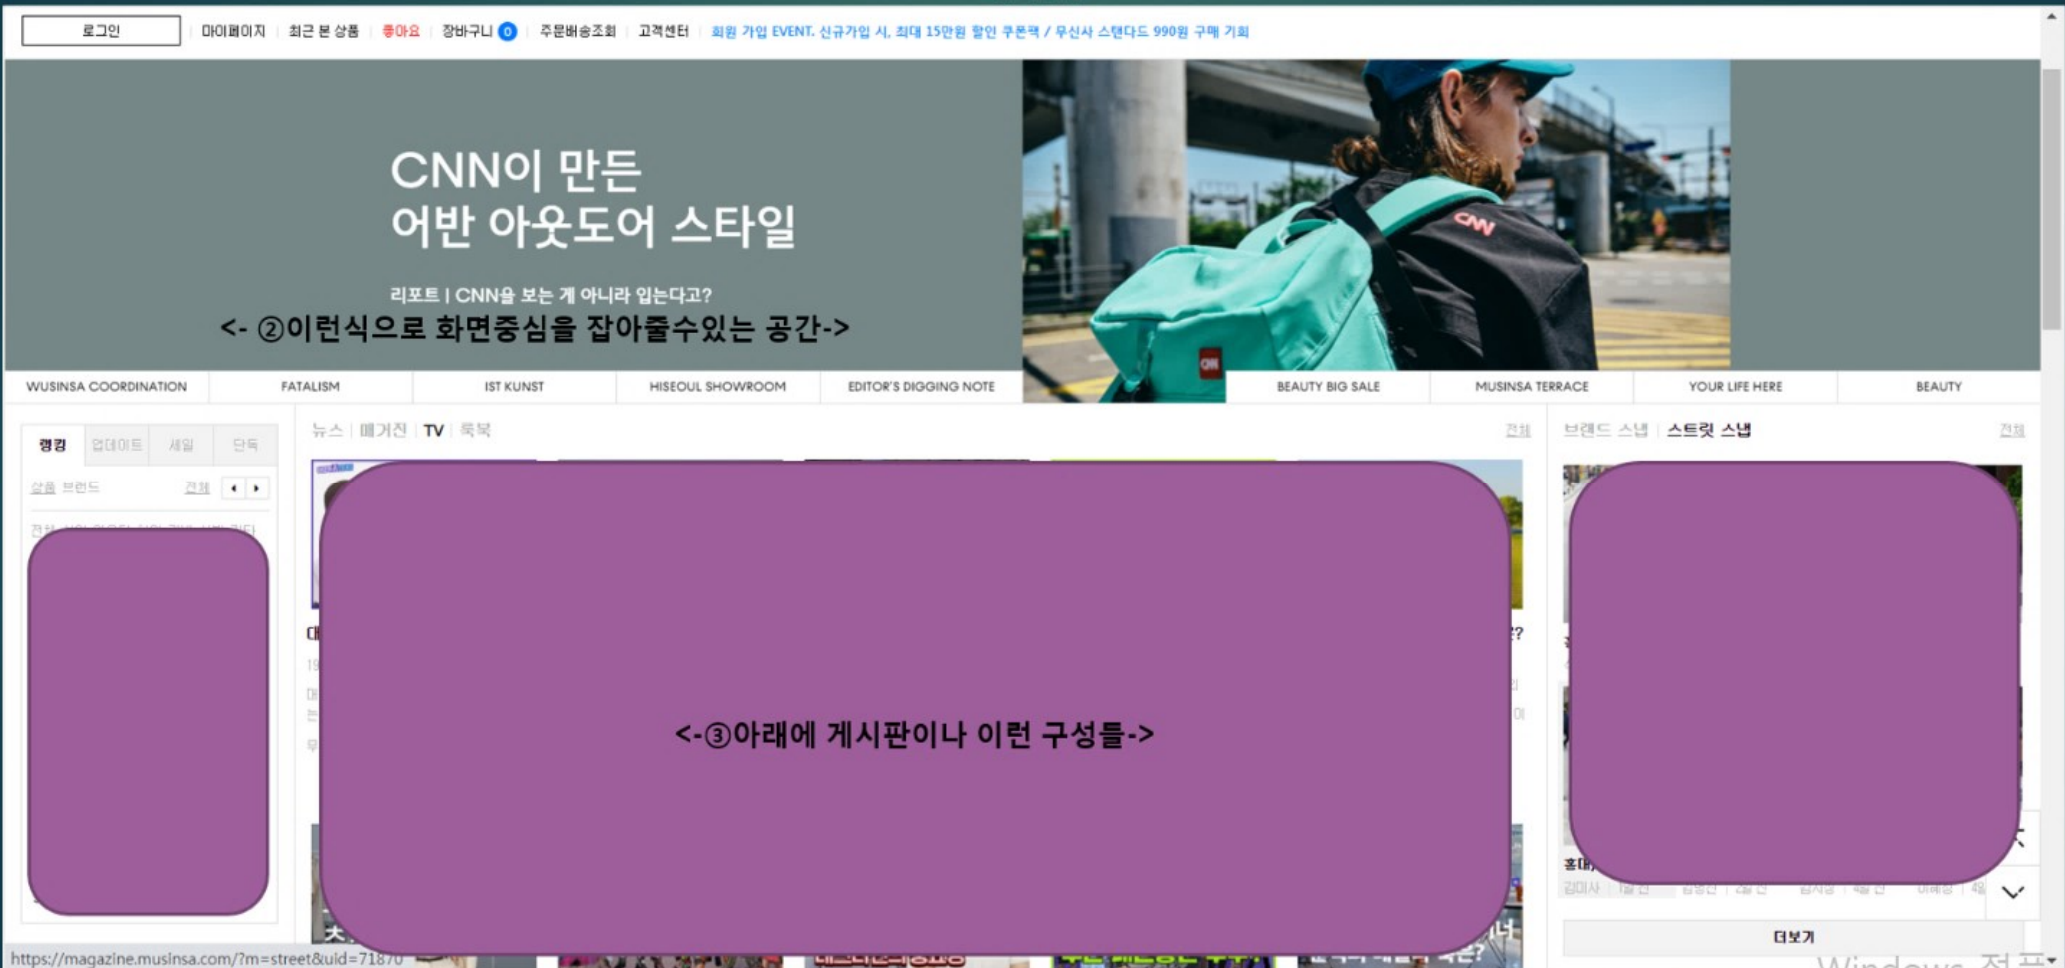 로그인 마이페이지 최근 본 상품 좋아요 장바구니 0 주문배송조회 고객센터 회원 가입 EVENT. 신규가입 시, 최대 15만원 할인 쿠폰팩 / 무신사 스탠다드 990원 구매 기회
CNN이 만든
어반 아웃도어 스타일
리포트 | CNN을 보는 게 아니라 입는다고?
<- ②이런식으로 화면중심을 잡아줄수있는 공간->
CNN
CNN
WUSINSA COORDINATION FATALISM IST KUNST HISEOUL SHOWROOM EDITOR'S DIGGING NOTE BEAUTY BIG SALE MUSINSA TERRACE YOUR LIFE HERE BEAUTY
랭킹 업데이트 세일 단독
뉴스 매거진 TV 룩북 전체
브랜드 스냅 스트릿 스냅 전체
상품 브런드 전체
<-③아래에 게시판이나 이런 구성틀->
더보기
https://magazine.musinsa.com/?m=street&uid=71870
Windows